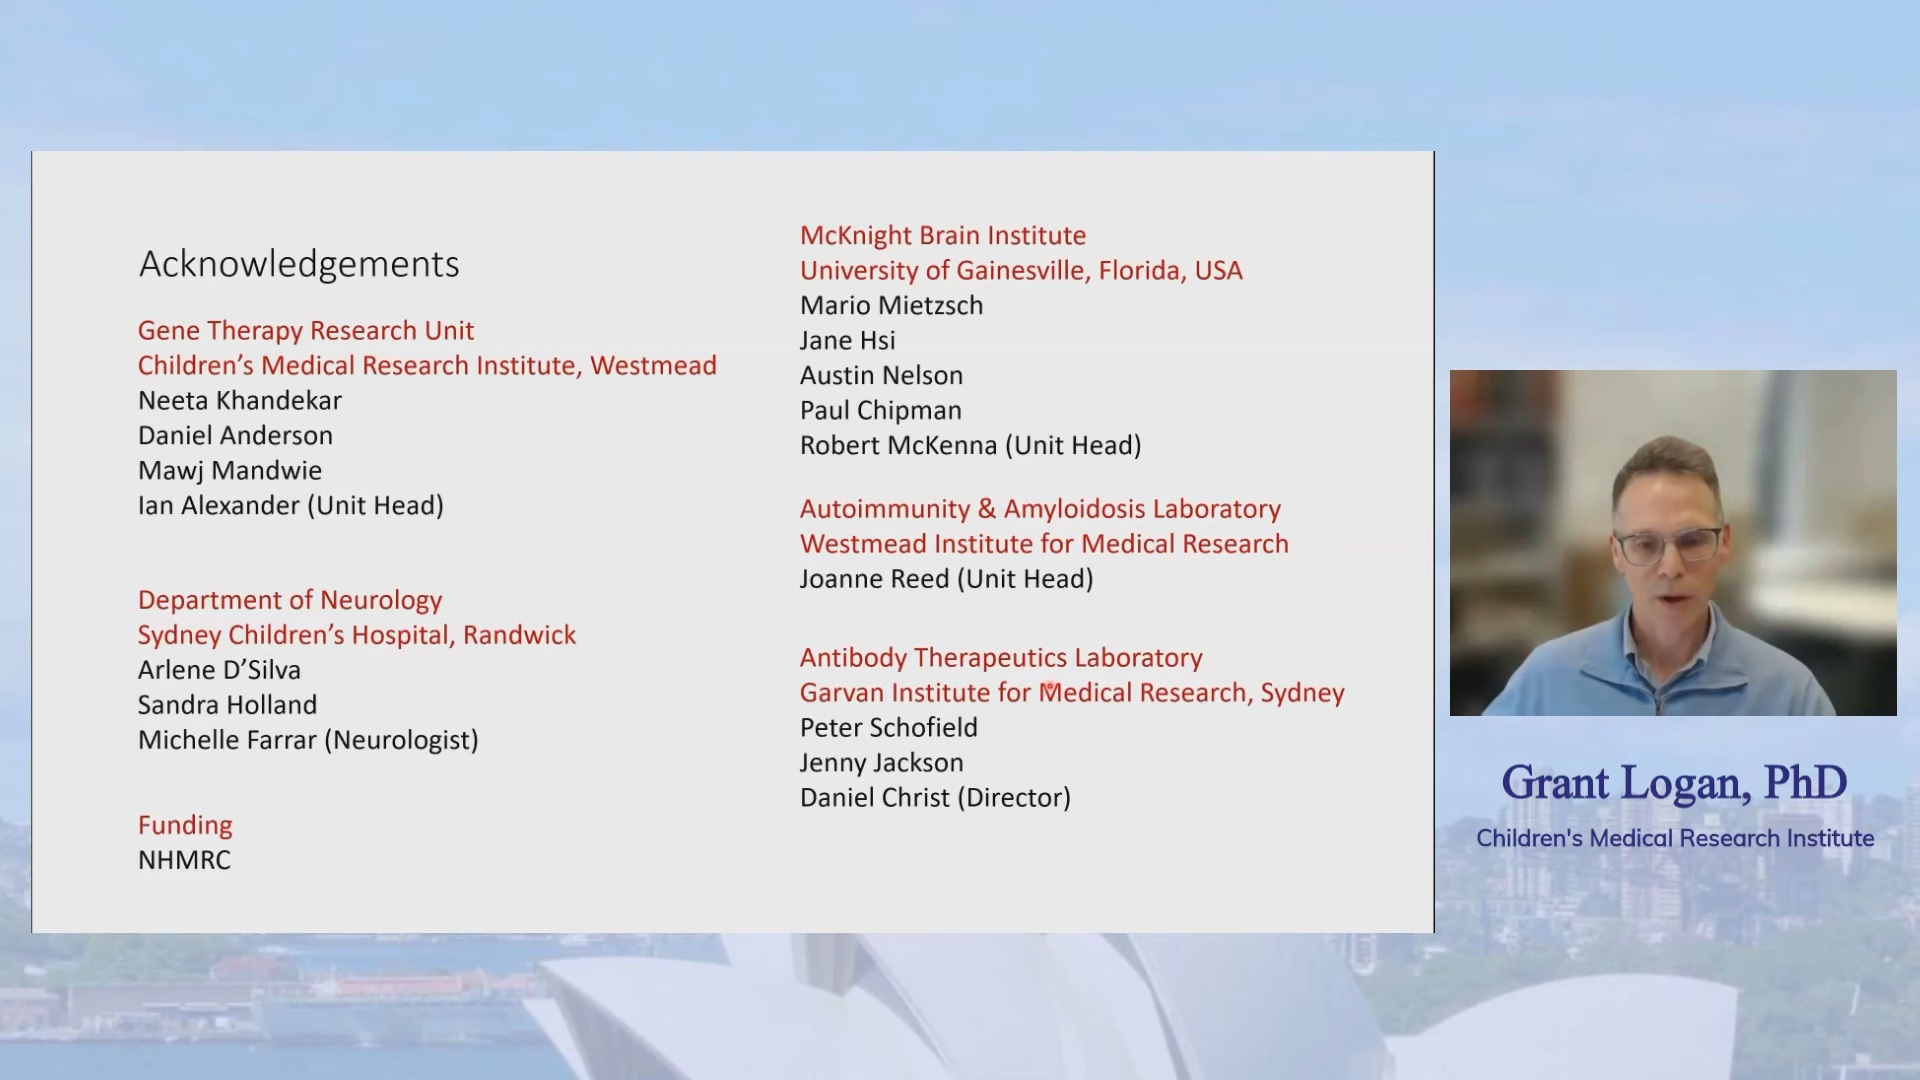 Acknowledgements
Gene Therapy Research Unit
Children’s Medical Research Institute, Westmead
Neeta Khandekar
Daniel Anderson
Mawj Mandwie
Ian Alexander (Unit Head)
Department of Neurology
Sydney Children’s Hospital, Randwick
Arlene D’Silva
Sandra Holland
Michelle Farrar (Neurologist)
Funding
NHMRC
McKnight Brain Institute
University of Gainesville, Florida, USA
Mario Mietzsch
Jane Hsi
Austin Nelson
Paul Chipman
Robert McKenna (Unit Head)
Autoimmunity & Amyloidosis Laboratory
Westmead Institute for Medical Research
Joanne Reed (Unit Head)
Antibody Therapeutics Laboratory
Garvan Institute for Medical Research, Sydney
Peter Schofield
Jenny Jackson
Daniel Christ (Director)
Grant Logan, PhD
Children's Medical Research Institute